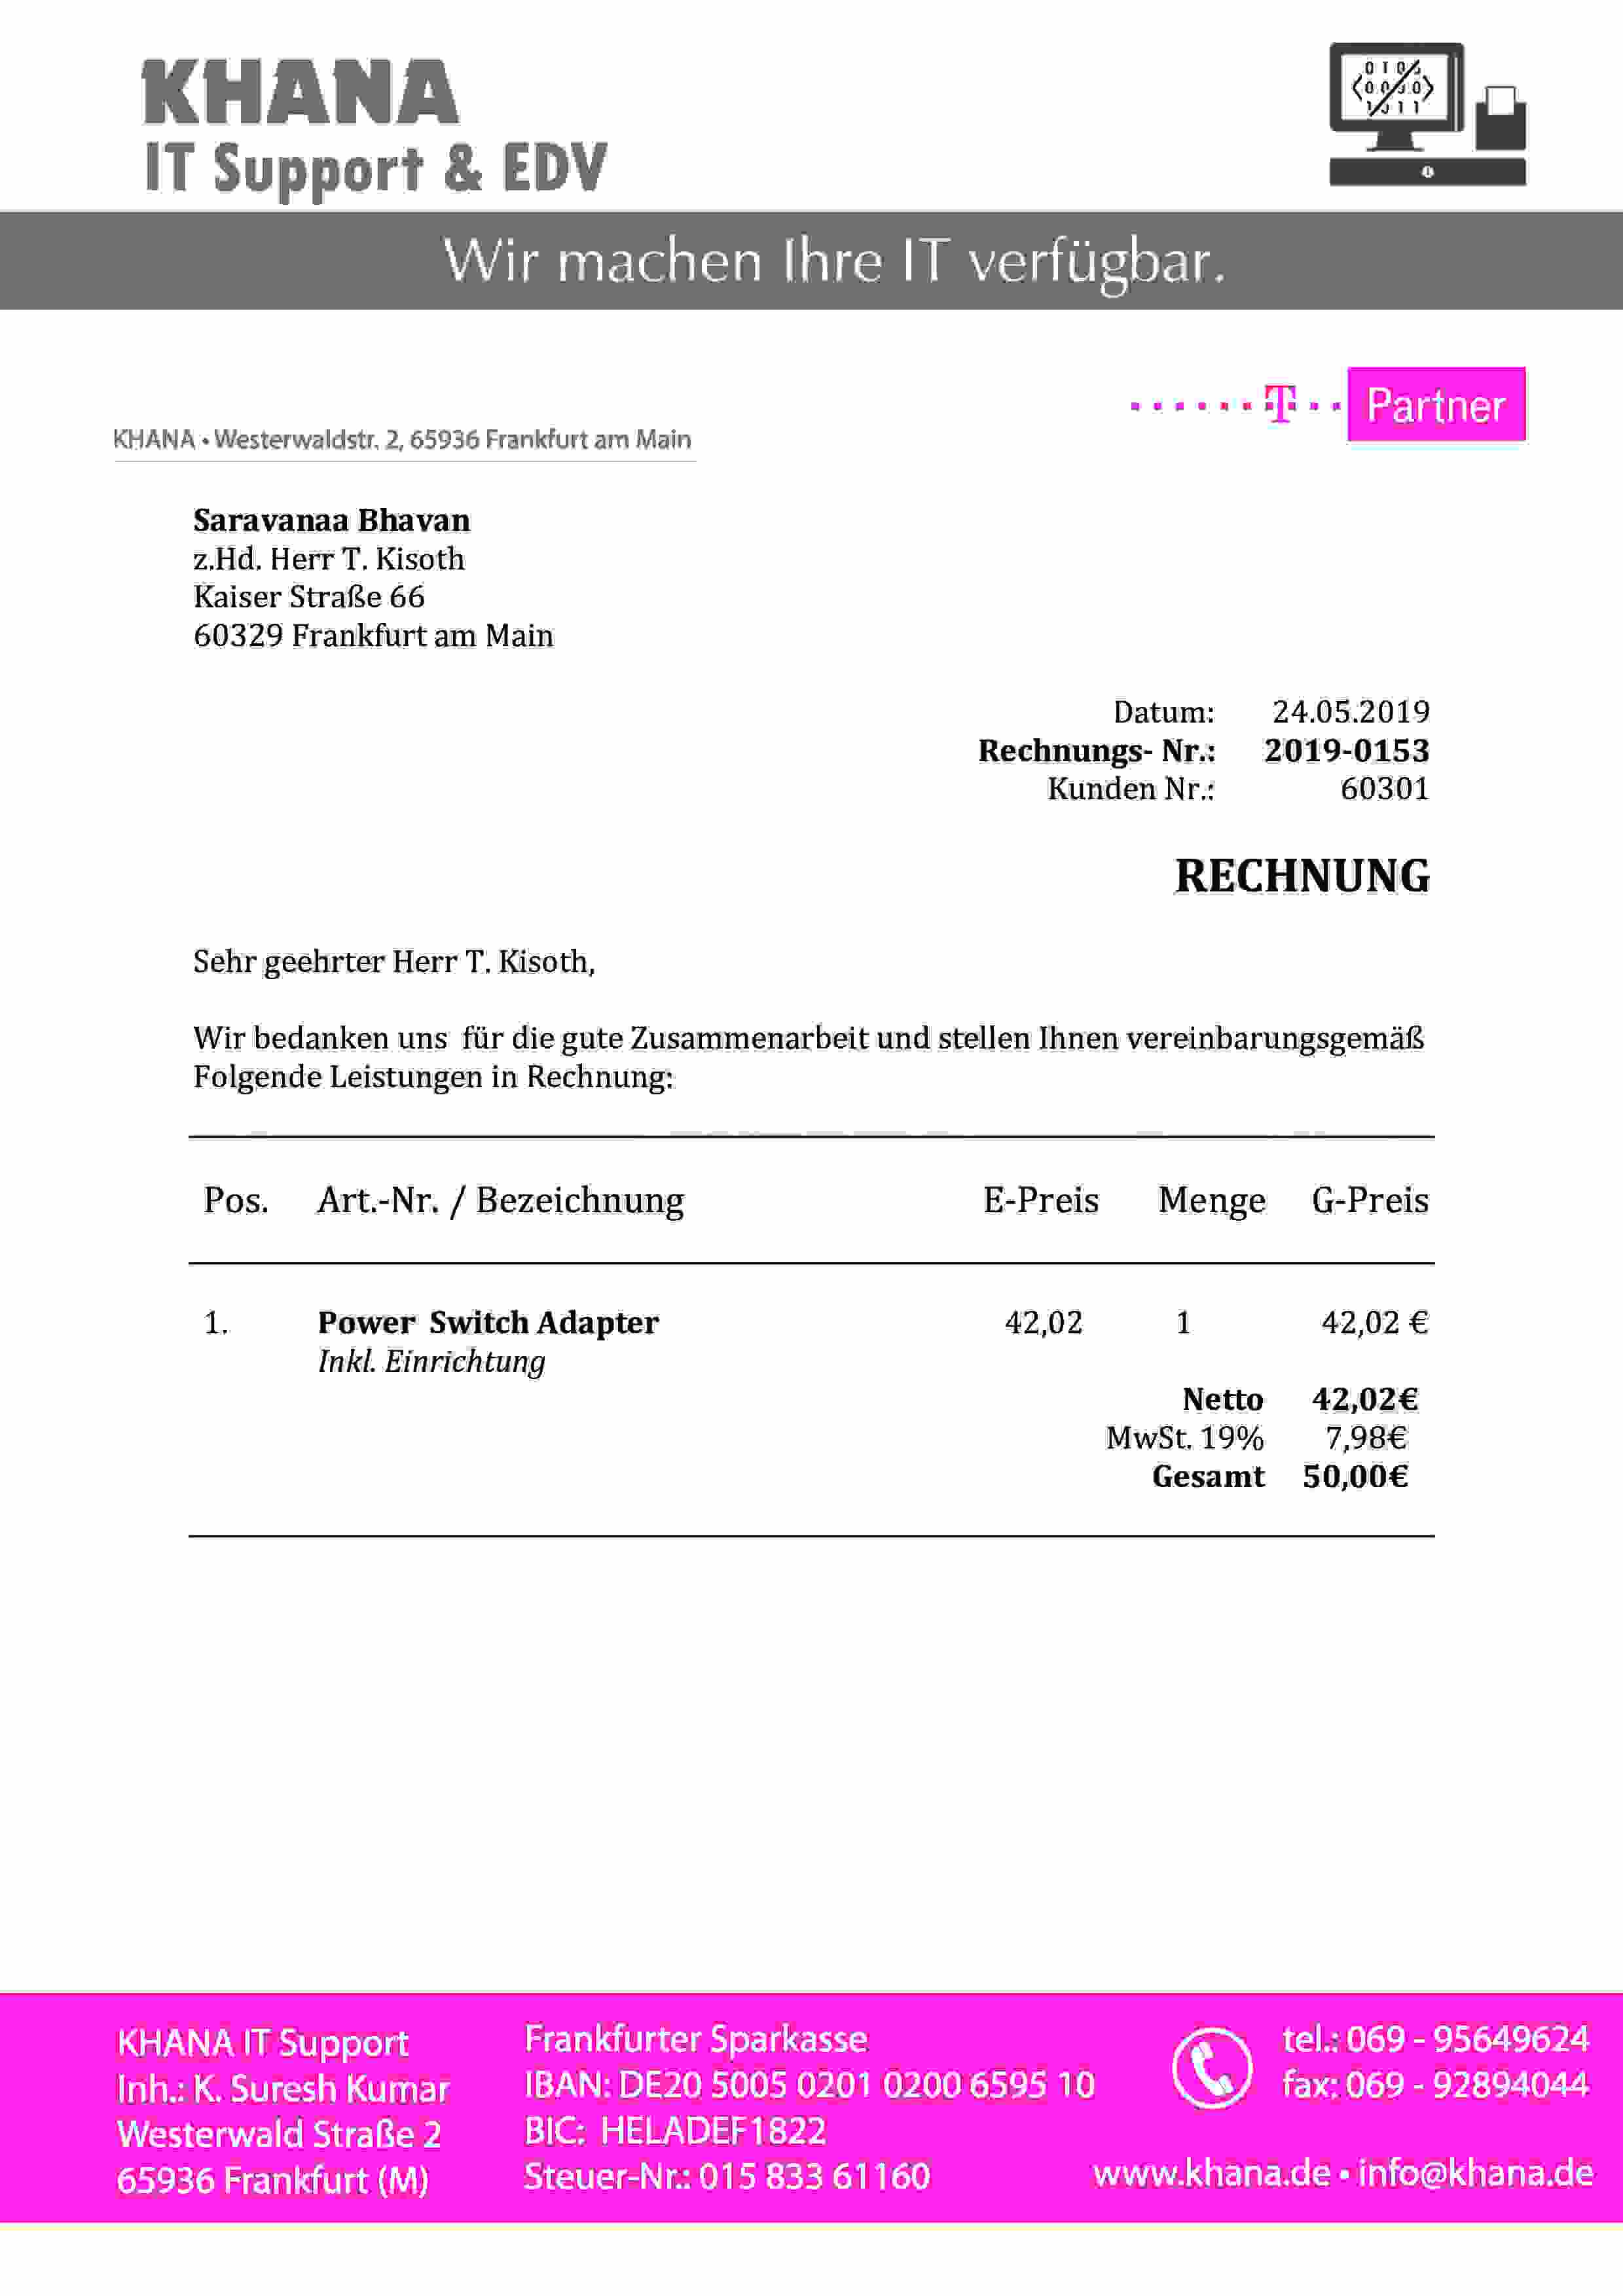 KHANA
IT Support & EDV
Wir machen Ihre IT verfügbar.
T Partner
KHANA • Westerwaldstr. 2, 65936 Frankfurt am Main
Saravanaa Bhavan
z.Hd. Herr T. Kisoth
Kaiser Straße 66
60329 Frankfurt am Main
Datum: 24.05.2019
Rechnungs- Nr.: 2019-0153
Kunden Nr.: 60301
RECHNUNG
Sehr geehrter Herr T. Kisoth,
Wir bedanken uns für die gute Zusammenarbeit und stellen Ihnen vereinbarungsgemäß
Folgende Leistungen in Rechnung:
Pos. Art.-Nr. / Bezeichnung E-Preis Menge G-Preis
1. Power Switch Adapter 42,02 1 42,02 €
Inkl. Einrichtung
Netto 42,02€
MwSt. 19% 7,98€
Gesamt 50,00€
KHANA IT Support
Inh.: K. Suresh Kumar
Westerwald Straße 2
65936 Frankfurt (M)
Frankfurter Sparkasse
IBAN: DE20 5005 0201 0200 6595 10
BIC: HELADEF1822
Steuer-Nr.: 015 833 61160
tel.: 069 - 95649624
fax: 069 - 92894044
www.khana.de • info@khana.de